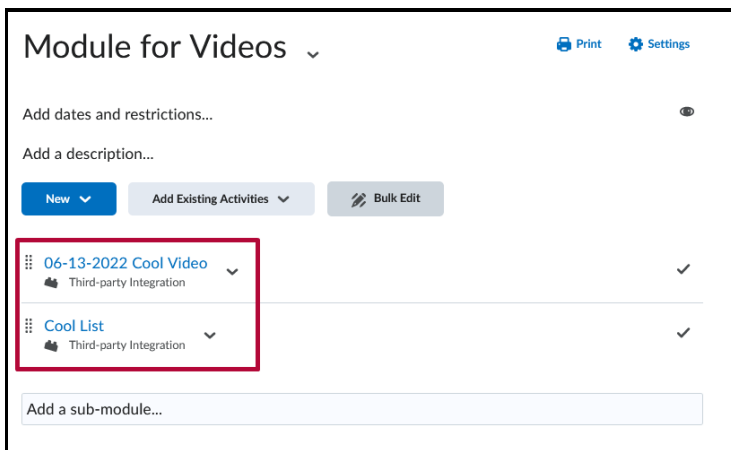 Module for Videos
Print
Settings
Add dates and restrictions...
Add a description...
New
Add Existing Activities
Bulk Edit
06-13-2022 Cool Video
Third-party Integration
Cool List
Third-party Integration
Add a sub-module...